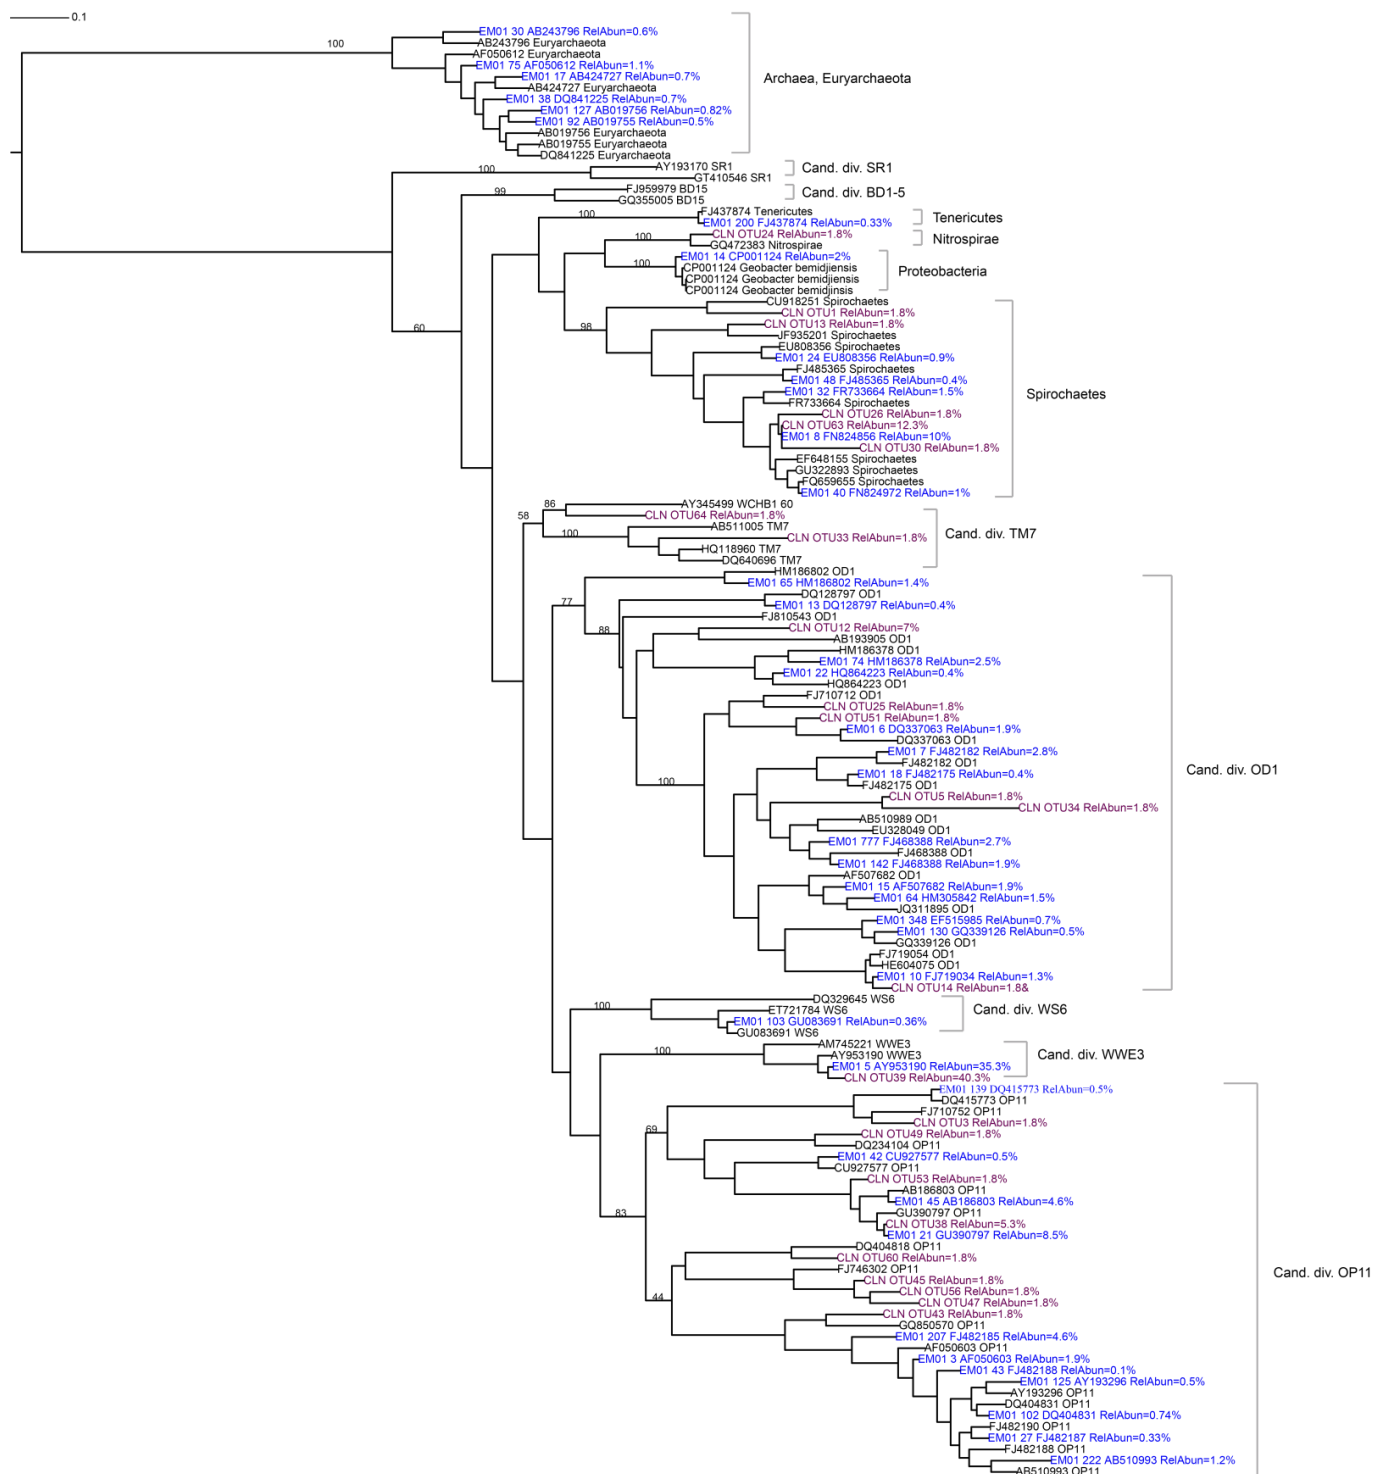 0.1
EM01 30 AB243796 RelAbun=0.6%
100
AB243796 Euryarchaeota
AF050612 Euryarchaeota
EM01 75 AF050612 RelAbun=1.1%
EM01 17 AB424727 RelAbun=0.7%
Archaea, Euryarchaeota
AB424727 Euryarchaeota
EM01 38 DQ841225 RelAbun=0.7%
EM01 127 AB019756 RelAbun=0.82%
EM01 92 AB019755 RelAbun=0.5%
AB019756 Euryarchaeota
AB019755 Euryarchaeota
DQ841225 Euryarchaeota
AY193170 SR1
100
Cand. div. SR1
GT410546 SR1
FJ959979 BD15
99
Cand. div. BD1-5
GQ355005 BD15
FJ437874 Tenericutes
100
Tenericutes
EM01 200 FJ437874 RelAbun=0.33%
CLN OTU24 RelAbun=1.8%
100
Nitrospirae
GQ472383 Nitrospirae
EM01 14 CP001124 RelAbun=2%
100
CP001124 Geobacter bemidjiensis
Proteobacteria
CP001124 Geobacter bemidjiensis
CP001124 Geobacter bemidjinsis
CU918251 Spirochaetes
CLN OTU1 RelAbun=1.8%
CLN OTU13 RelAbun=1.8%
60
98
JF935201 Spirochaetes
EU808356 Spirochaetes
EM01 24 EU808356 RelAbun=0.9%
FJ485365 Spirochaetes
EM01 48 FJ485365 RelAbun=0.4%
EM01 32 FR733664 RelAbun=1.5%
Spirochaetes
FR733664 Spirochaetes
CLN OTU26 RelAbun=1.8%
CLN OTU63 RelAbun=12.3%
EM01 8 FN824856 RelAbun=10%
CLN OTU30 RelAbun=1.8%
EF648155 Spirochaetes
GU322893 Spirochaetes
FQ659655 Spirochaetes
EM01 40 FN824972 RelAbun=1%
AY345499 WCHB1 60
86
58
CLN OTU64 RelAbun=1.8%
AB511005 TM7
100
Cand. div. TM7
CLN OTU33 RelAbun=1.8%
HQ118960 TM7
DQ640696 TM7
HM186802 OD1
EM01 65 HM186802 RelAbun=1.4%
DQ128797 OD1
77
EM01 13 DQ128797 RelAbun=0.4%
FJ810543 OD1
CLN OTU12 RelAbun=7%
88
AB193905 OD1
HM186378 OD1
EM01 74 HM186378 RelAbun=2.5%
EM01 22 HQ864223 RelAbun=0.4%
HQ864223 OD1
FJ710712 OD1
CLN OTU25 RelAbun=1.8%
CLN OTU51 RelAbun=1.8%
EM01 6 DQ337063 RelAbun=1.9%
DQ337063 OD1
EM01 7 FJ482182 RelAbun=2.8%
FJ482182 OD1
Cand. div. OD1
EM01 18 FJ482175 RelAbun=0.4%
100
FJ482175 OD1
CLN OTU5 RelAbun=1.8%
CLN OTU34 RelAbun=1.8%
AB510989 OD1
EU328049 OD1
EM01 777 FJ468388 RelAbun=2.7%
FJ468388 OD1
EM01 142 FJ468388 RelAbun=1.9%
AF507682 OD1
EM01 15 AF507682 RelAbun=1.9%
EM01 64 HM305842 RelAbun=1.5%
JQ311895 OD1
EM01 348 EF515985 RelAbun=0.7%
EM01 130 GQ339126 RelAbun=0.5%
GQ339126 OD1
FJ719054 OD1
HE604075 OD1
EM01 10 FJ719034 RelAbun=1.3%
CLN OTU14 RelAbun=1.8&
DQ329645 WS6
100
ET721784 WS6
Cand. div. WS6
EM01 103 GU083691 RelAbun=0.36%
GU083691 WS6
AM745221 WWE3
100
AY953190 WWE3
Cand. div. WWE3
EM01 5 AY953190 RelAbun=35.3%
CLN OTU39 RelAbun=40.3%
EM01 139 DQ415773 RelAbun=0.5%
DQ415773 OP11
FJ710752 OP11
CLN OTU3 RelAbun=1.8%
69
CLN OTU49 RelAbun=1.8%
DQ234104 OP11
EM01 42 CU927577 RelAbun=0.5%
CU927577 OP11
CLN OTU53 RelAbun=1.8%
AB186803 OP11
EM01 45 AB186803 RelAbun=4.6%
83
GU390797 OP11
CLN OTU38 RelAbun=5.3%
EM01 21 GU390797 RelAbun=8.5%
DQ404818 OP11
CLN OTU60 RelAbun=1.8%
FJ746302 OP11
Cand. div. OP11
CLN OTU45 RelAbun=1.8%
CLN OTU56 RelAbun=1.8%
44
CLN OTU47 RelAbun=1.8%
CLN OTU43 RelAbun=1.8%
GQ850570 OP11
EM01 207 FJ482185 RelAbun=4.6%
AF050603 OP11
EM01 3 AF050603 RelAbun=1.9%
EM01 43 FJ482188 RelAbun=0.1%
EM01 125 AY193296 RelAbun=0.5%
AY193296 OP11
DQ404831 OP11
EM01 102 DQ404831 RelAbun=0.74%
FJ482190 OP11
EM01 27 FJ482187 RelAbun=0.33%
FJ482188 OP11
EM01 222 AB510993 RelAbun=1.2%
AB510993 OP11